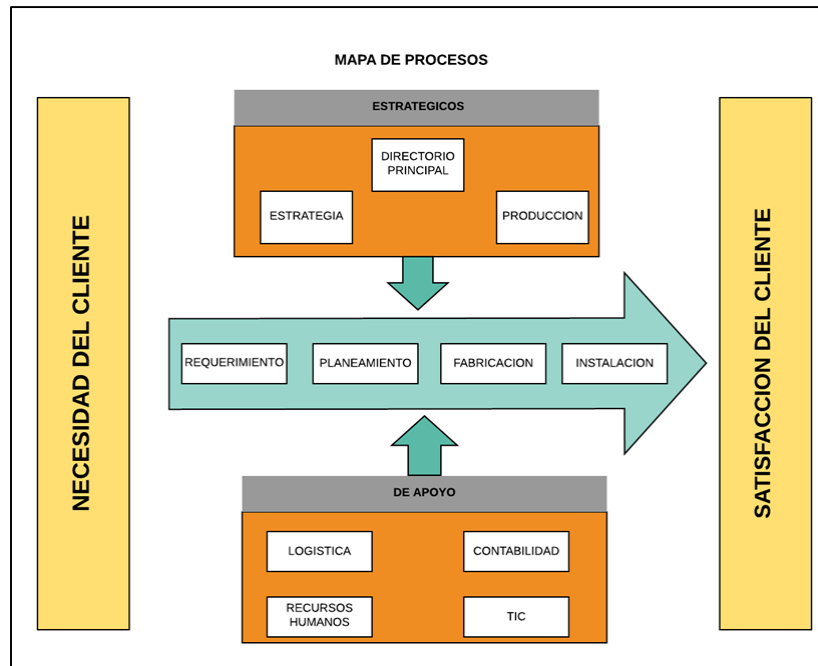 MAPA DE PROCESOS
NECESIDAD DEL CLIENTE
ESTRATEGICOS
DIRECTORIO
PRINCIPAL
ESTRATEGIA
PRODUCCION
REQUERIMIENTO
PLANEAMIENTO
FABRICACION
INSTALACION
DE APOYO
LOGISTICA
CONTABILIDAD
RECURSOS
HUMANOS
TIC
SATISFACCION DEL CLIENTE